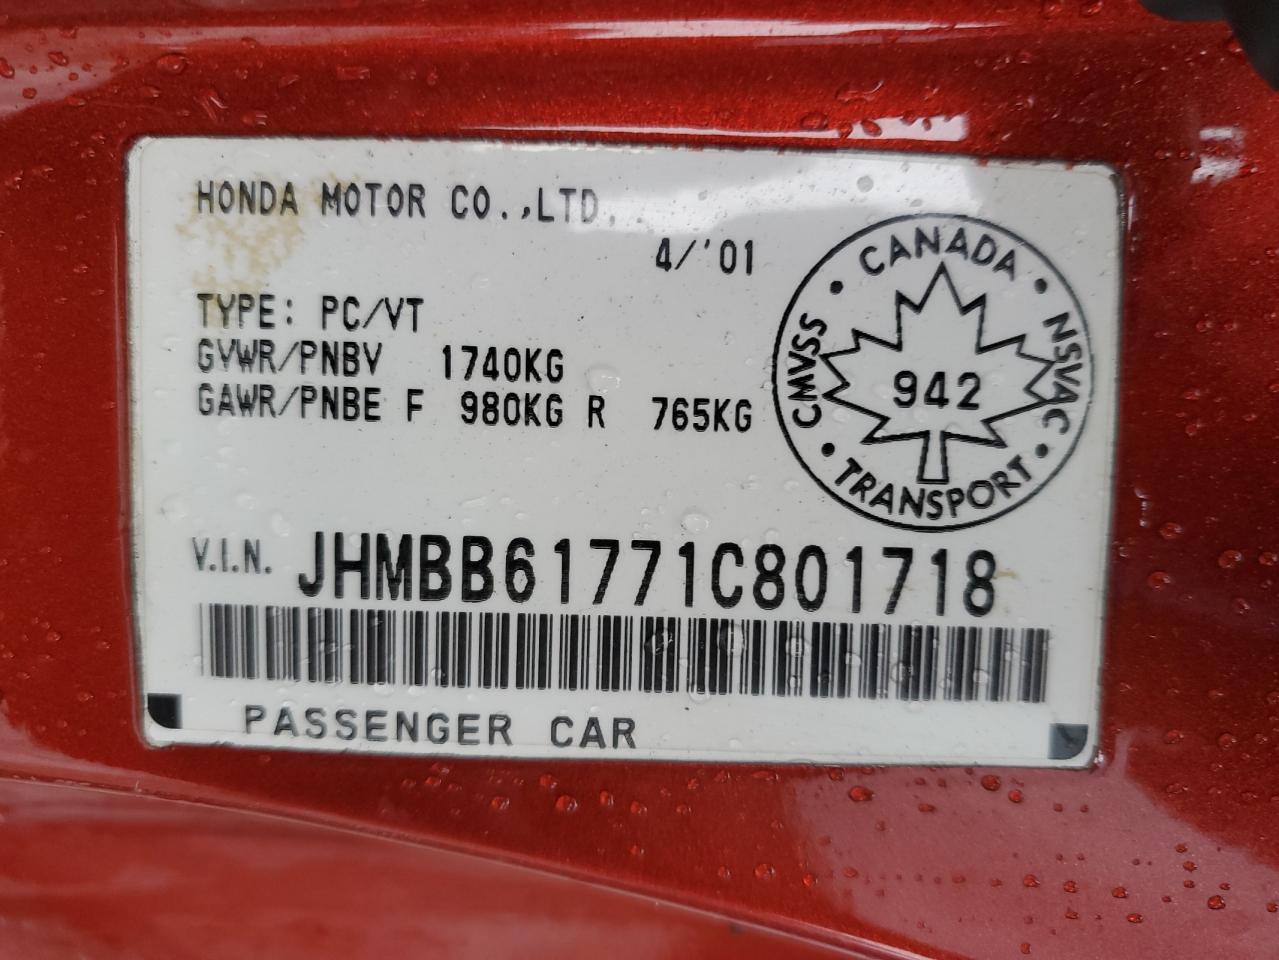 HONDA MOTOR CO.,LTD.
4/'01
TYPE: PC/VT
GVWR/PNBV 1740KG
GAWR/PNBE F 980KG R 765KG
CANADA
CMVSS
942
NSVAC
TRANSPORT
V.I.N. JHMBB61771C801718
PASSENGER CAR